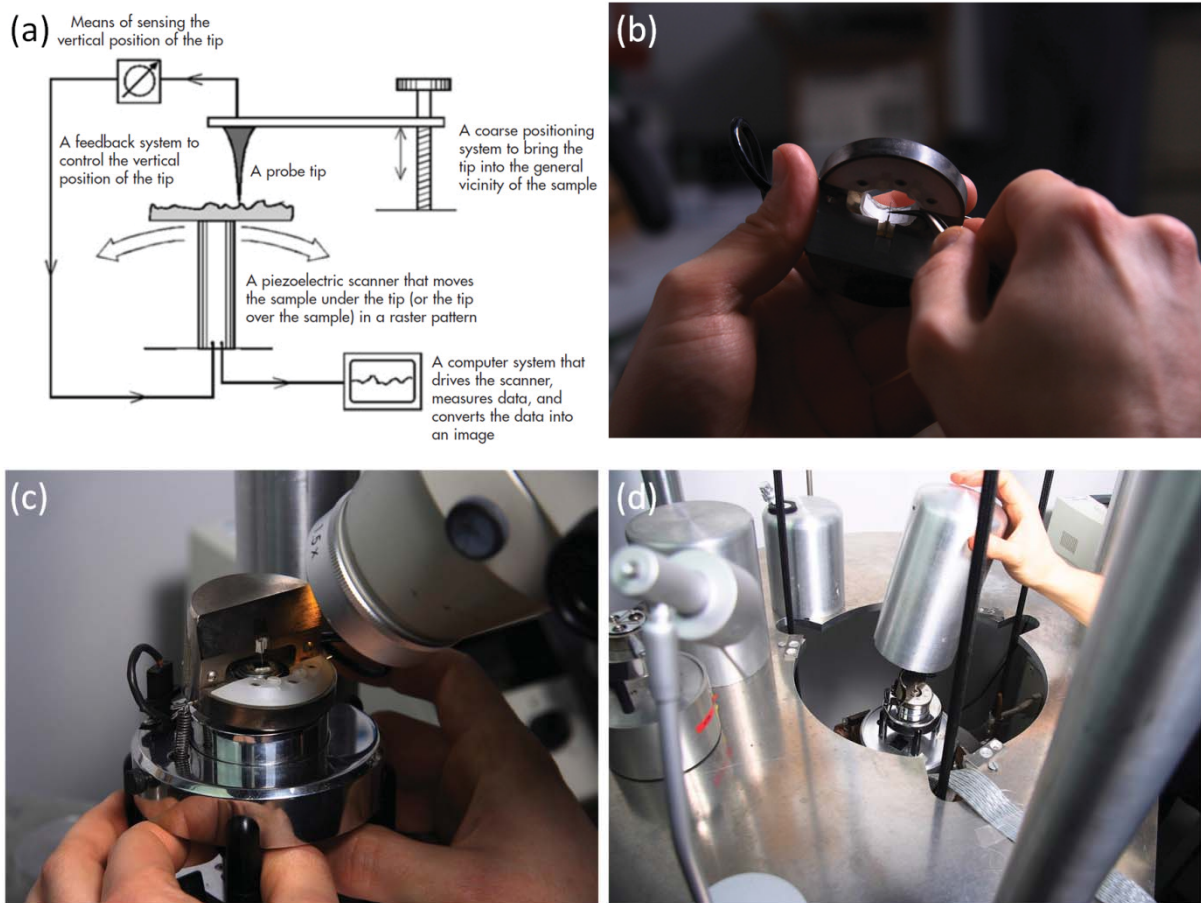 (a)
Means of sensing the
vertical position of the tip
A feedback system to
control the vertical
position of the tip
A probe tip
A coarse positioning
system to bring the
tip into the general
vicinity of the sample
A piezoelectric scanner that moves
the sample under the tip (or the tip
over the sample) in a raster pattern
A computer system that
drives the scanner,
measures data, and
converts the data into
an image
(b)
(c)
5x
(d)